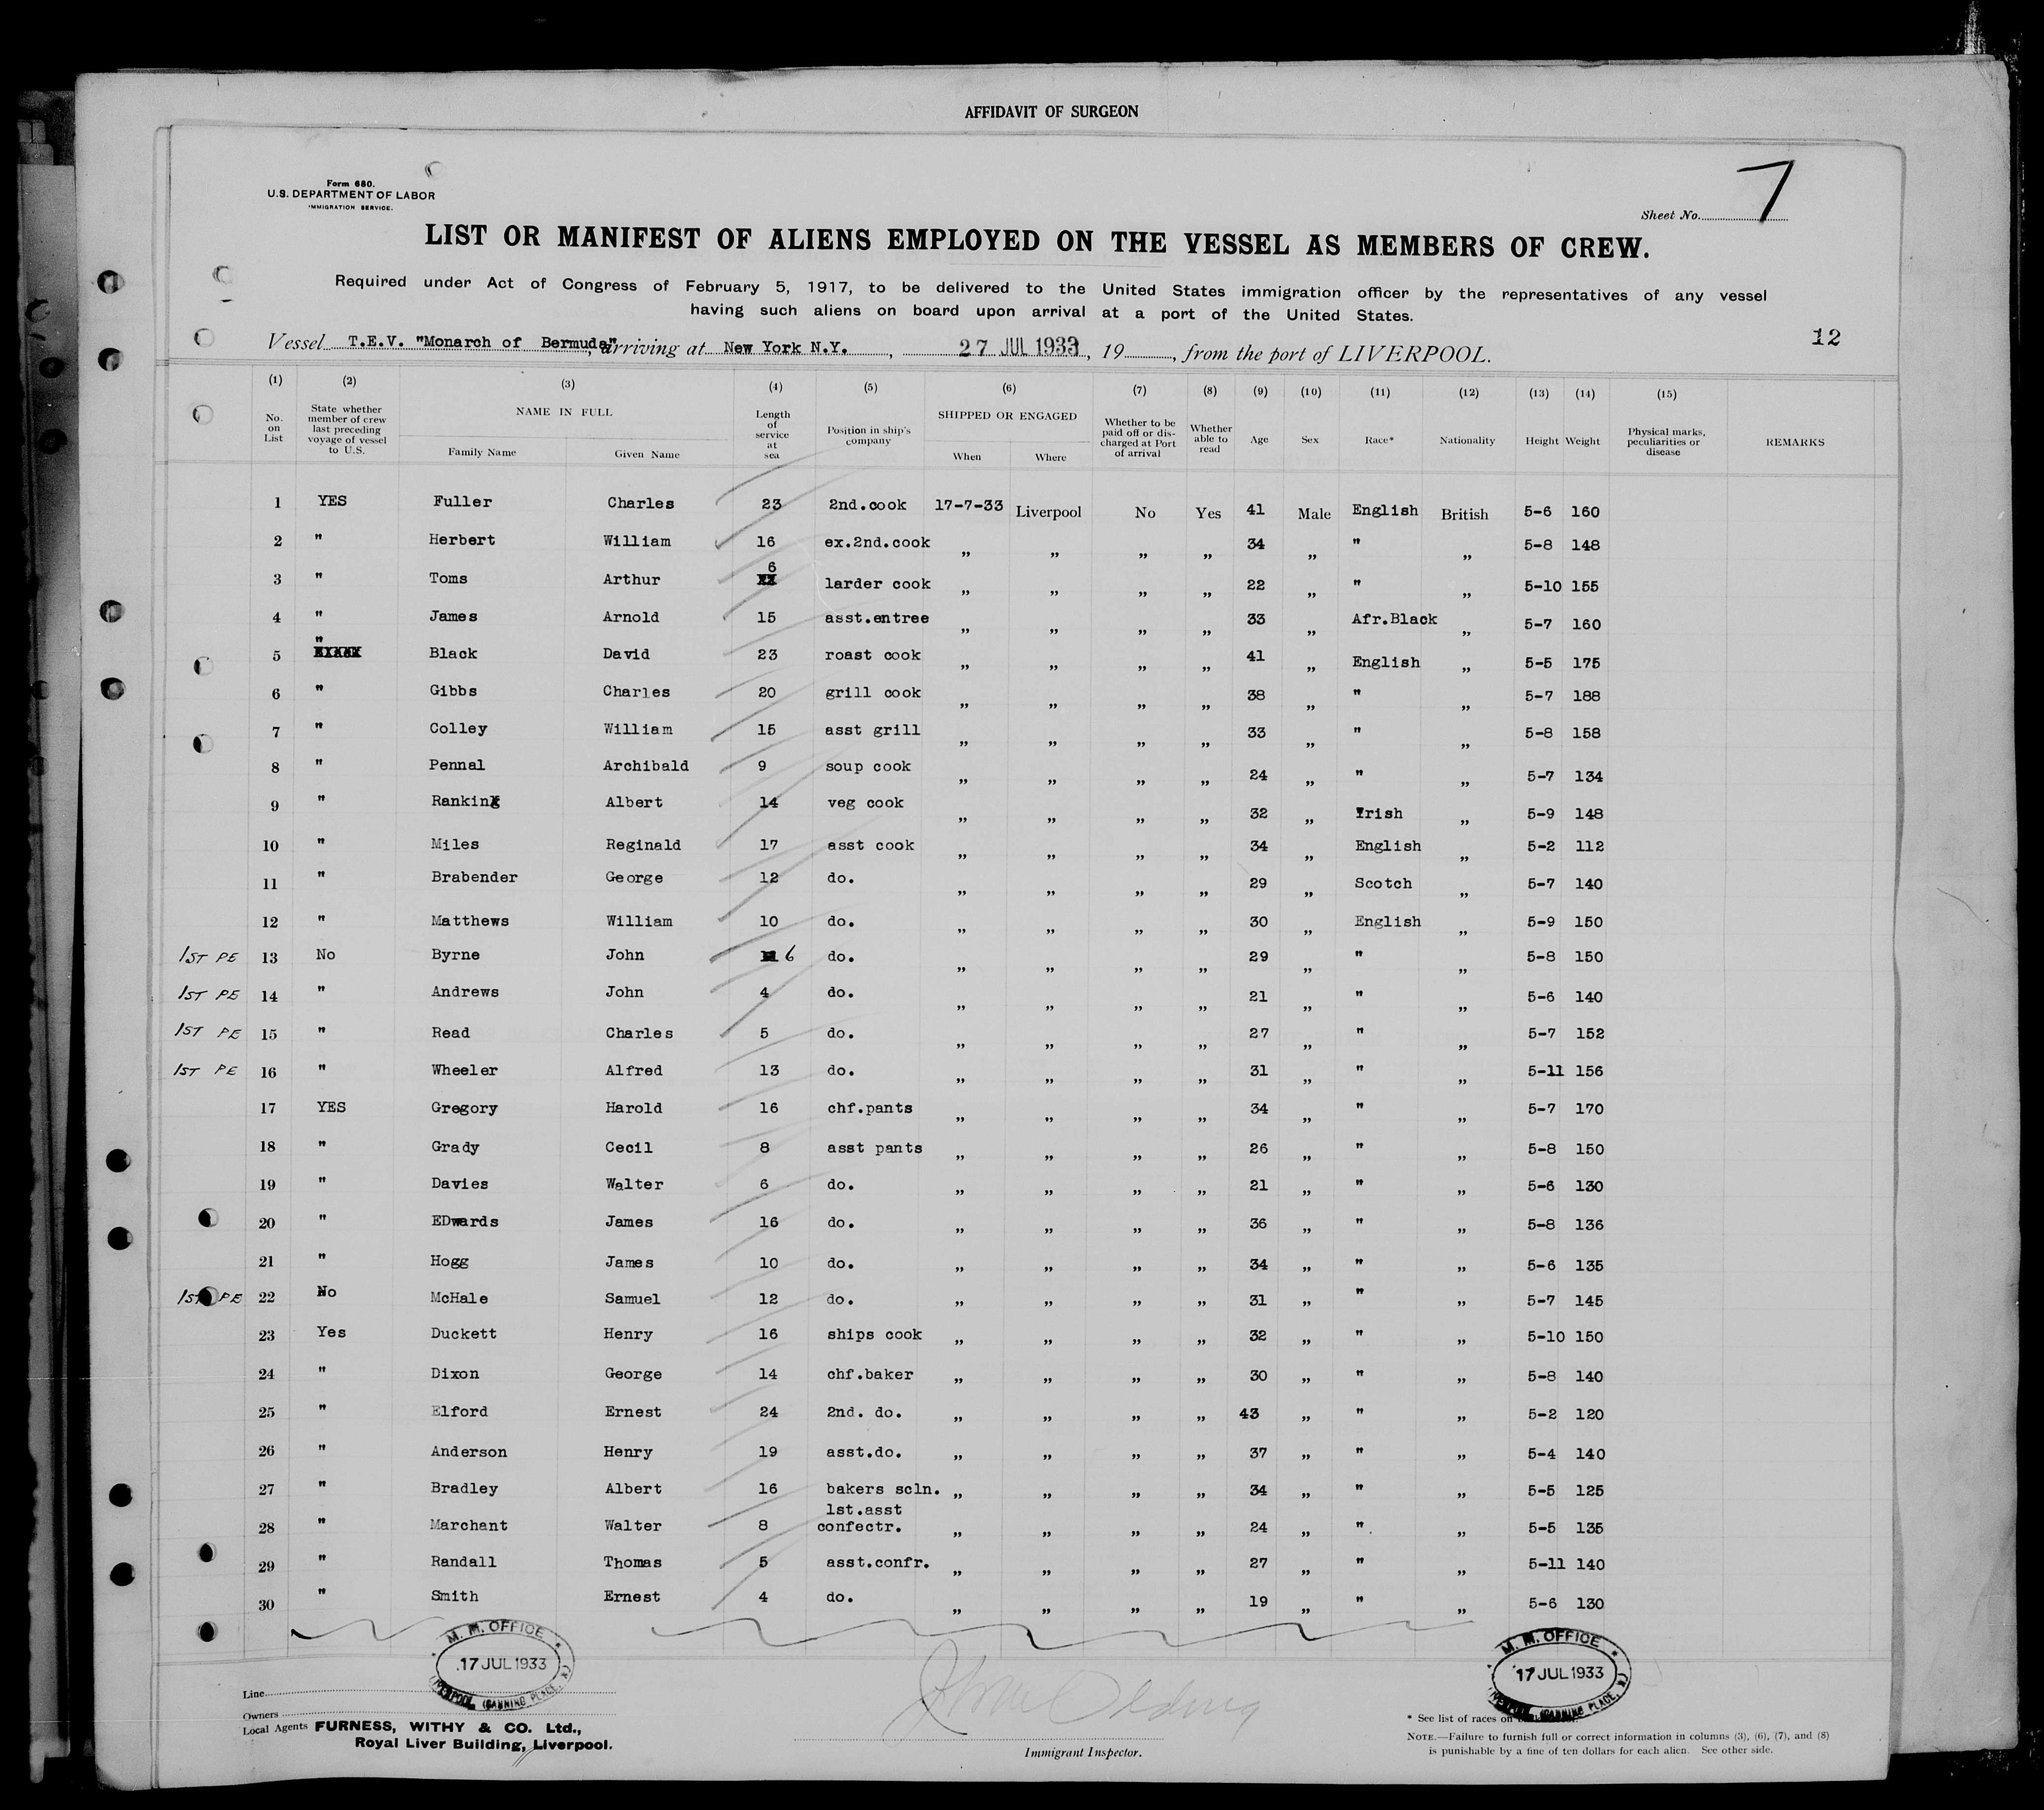 AFFIDAVIT OF SURGEON
Form 680.
U.S. DEPARTMENT OF LABOR
IMMIGRATION SERVICE.
Sheet No. 7
LIST OR MANIFEST OF ALIENS EMPLOYED ON THE VESSEL AS MEMBERS OF CREW.
Required under Act of Congress of February 5, 1917, to be delivered to the United States immigration officer by the representatives of any vessel
having such aliens on board upon arrival at a port of the United States.
Vessel T.E.V. "Monarch of Bermuda", arriving at New York N.Y., 27 JUL 1933, 19, from the port of LIVERPOOL. 12
(1) (2) (3) (4) (5) (6) (7) (8) (9) (10) (11) (12) (13) (14) (15)
No. on List State whether member of crew last preceding voyage of vessel to U.S. NAME IN FULL Family Name Given Name Length of service at sea Position in ship's company SHIPPED OR ENGAGED When Where Whether to be paid off or discharged at Port of arrival Whether able to read Age Sex Race* Nationality Height Weight Physical marks, peculiarities or disease REMARKS
1 YES Fuller Charles 23 2nd.cook 17-7-33 Liverpool No Yes 41 Male English British 5-6 160
2 " Herbert William 16 ex.2nd.cook „ „ „ „ 34 „ " „ 5-8 148
3 " Toms Arthur 6 larder cook „ „ „ „ 22 „ " „ 5-10 155
4 " James Arnold 15 asst.entree „ „ „ „ 33 „ Afr.Black „ 5-7 160
5 " Black David 23 roast cook „ „ „ „ 41 „ English „ 5-5 175
6 " Gibbs Charles 20 grill cook „ „ „ „ 38 „ " „ 5-7 188
7 " Colley William 15 asst grill „ „ „ „ 33 „ " „ 5-8 158
8 " Pennal Archibald 9 soup cook „ „ „ „ 24 „ " „ 5-7 134
9 " Rankin Albert 14 veg cook „ „ „ „ 32 „ Irish „ 5-9 148
10 " Miles Reginald 17 asst cook „ „ „ „ 34 „ English „ 5-2 112
11 " Brabender George 12 do. „ „ „ „ 29 „ Scotch „ 5-7 140
12 " Matthews William 10 do. „ „ „ „ 30 „ English „ 5-9 150
1ST PE 13 No Byrne John 6 do. „ „ „ „ 29 „ " „ 5-8 150
1ST PE 14 " Andrews John 4 do. „ „ „ „ 21 „ " „ 5-6 140
1ST PE 15 " Read Charles 5 do. „ „ „ „ 27 „ " „ 5-7 152
1ST PE 16 " Wheeler Alfred 13 do. „ „ „ „ 31 „ " „ 5-11 156
17 YES Gregory Harold 16 chf.pants „ „ „ „ 34 „ " „ 5-7 170
18 " Grady Cecil 8 asst pants „ „ „ „ 26 „ " „ 5-8 150
19 " Davies Walter 6 do. „ „ „ „ 21 „ " „ 5-6 130
20 " EDwards James 16 do. „ „ „ „ 36 „ " „ 5-8 136
21 " Hogg James 10 do. „ „ „ „ 34 „ " „ 5-6 135
1ST PE 22 No McHale Samuel 12 do. „ „ „ „ 31 „ " „ 5-7 145
23 Yes Duckett Henry 16 ships cook „ „ „ „ 32 „ " „ 5-10 150
24 " Dixon George 14 chf.baker „ „ „ „ 30 „ " „ 5-8 140
25 " Elford Ernest 24 2nd. do. „ „ „ „ 43 „ " „ 5-2 120
26 " Anderson Henry 19 asst.do. „ „ „ „ 37 „ " „ 5-4 140
27 " Bradley Albert 16 bakers scln. „ „ „ „ 34 „ " „ 5-5 125
28 " Marchant Walter 8 1st.asst confectr. „ „ „ „ 24 „ " „ 5-5 135
29 " Randall Thomas 5 asst.confr. „ „ „ „ 27 „ " „ 5-11 140
30 " Smith Ernest 4 do. „ „ „ „ 19 „ " „ 5-6 130
M. M. OFFICE
17 JUL 1933
LIVERPOOL (CANNING PLACE.)
M. M. OFFICE
17 JUL 1933
LIVERPOOL (CANNING PLACE.)
Line
Owners
Local Agents FURNESS, WITHY & CO. Ltd.,
Royal Liver Building, Liverpool.
Immigrant Inspector.
* See list of races on
NOTE.—Failure to furnish full or correct information in columns (3), (6), (7), and (8)
is punishable by a fine of ten dollars for each alien. See other side.